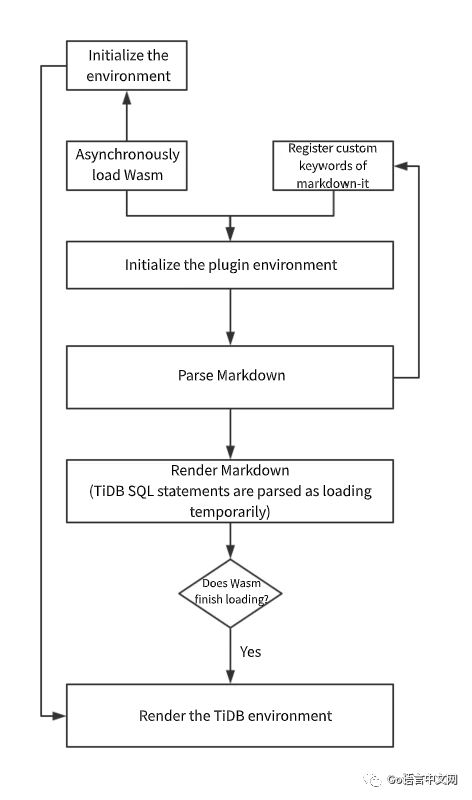 Initialize the
environment
Asynchronously
load Wasm
Register custom
keywords of
markdown-it
Initialize the plugin environment
Parse Markdown
Render Markdown
(TiDB SQL statements are parsed as loading
temporarily)
Does Wasm
finish loading?
Yes
Render the TiDB environment
Go语言中文网